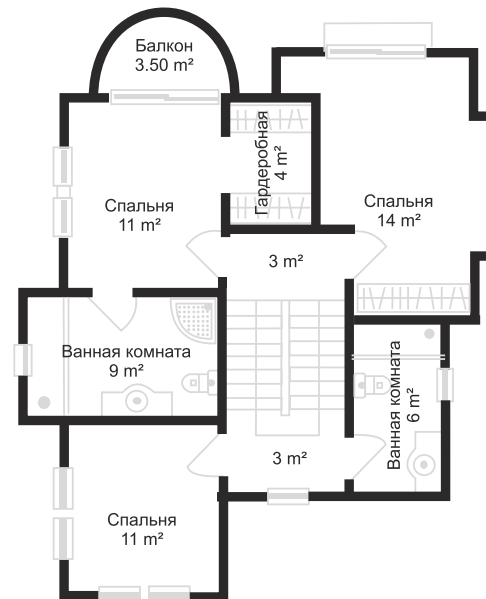 Балкон
3.50 m²
Гардеробная
4 m²
Спальня
11 m²
Спальня
14 m²
3 m²
Ванная комната
9 m²
Ванная комната
6 m²
3 m²
Спальня
11 m²